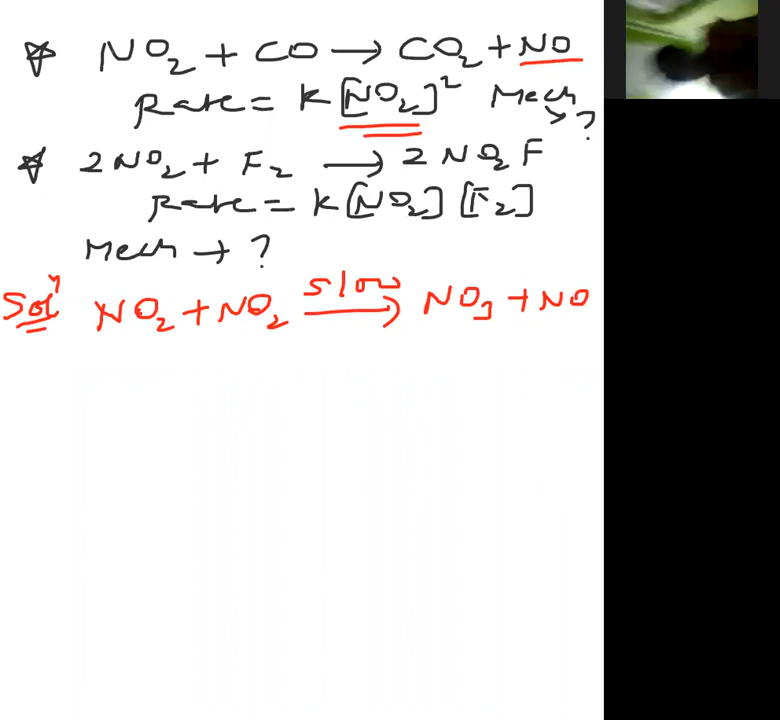 ☆ NO₂ + CO → CO₂ + NO
Rate = K[NO₂]² Mech → ?
☆ 2NO₂ + F₂ → 2NO₂F
Rate = K[NO₂][F₂]
Mech → ?
Solⁿ NO₂ + NO₂ slow→ NO₃ + NO